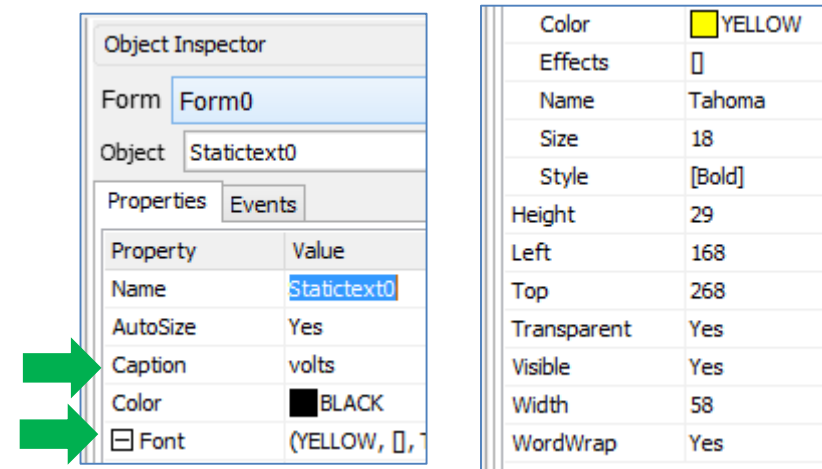 Object Inspector
Form Form0
Object Statictext0
Properties Events
Property Value
Name Statictext0
AutoSize Yes
Caption volts
Color BLACK
Font (YELLOW, [],
Color YELLOW
Effects []
Name Tahoma
Size 18
Style [Bold]
Height 29
Left 168
Top 268
Transparent Yes
Visible Yes
Width 58
WordWrap Yes